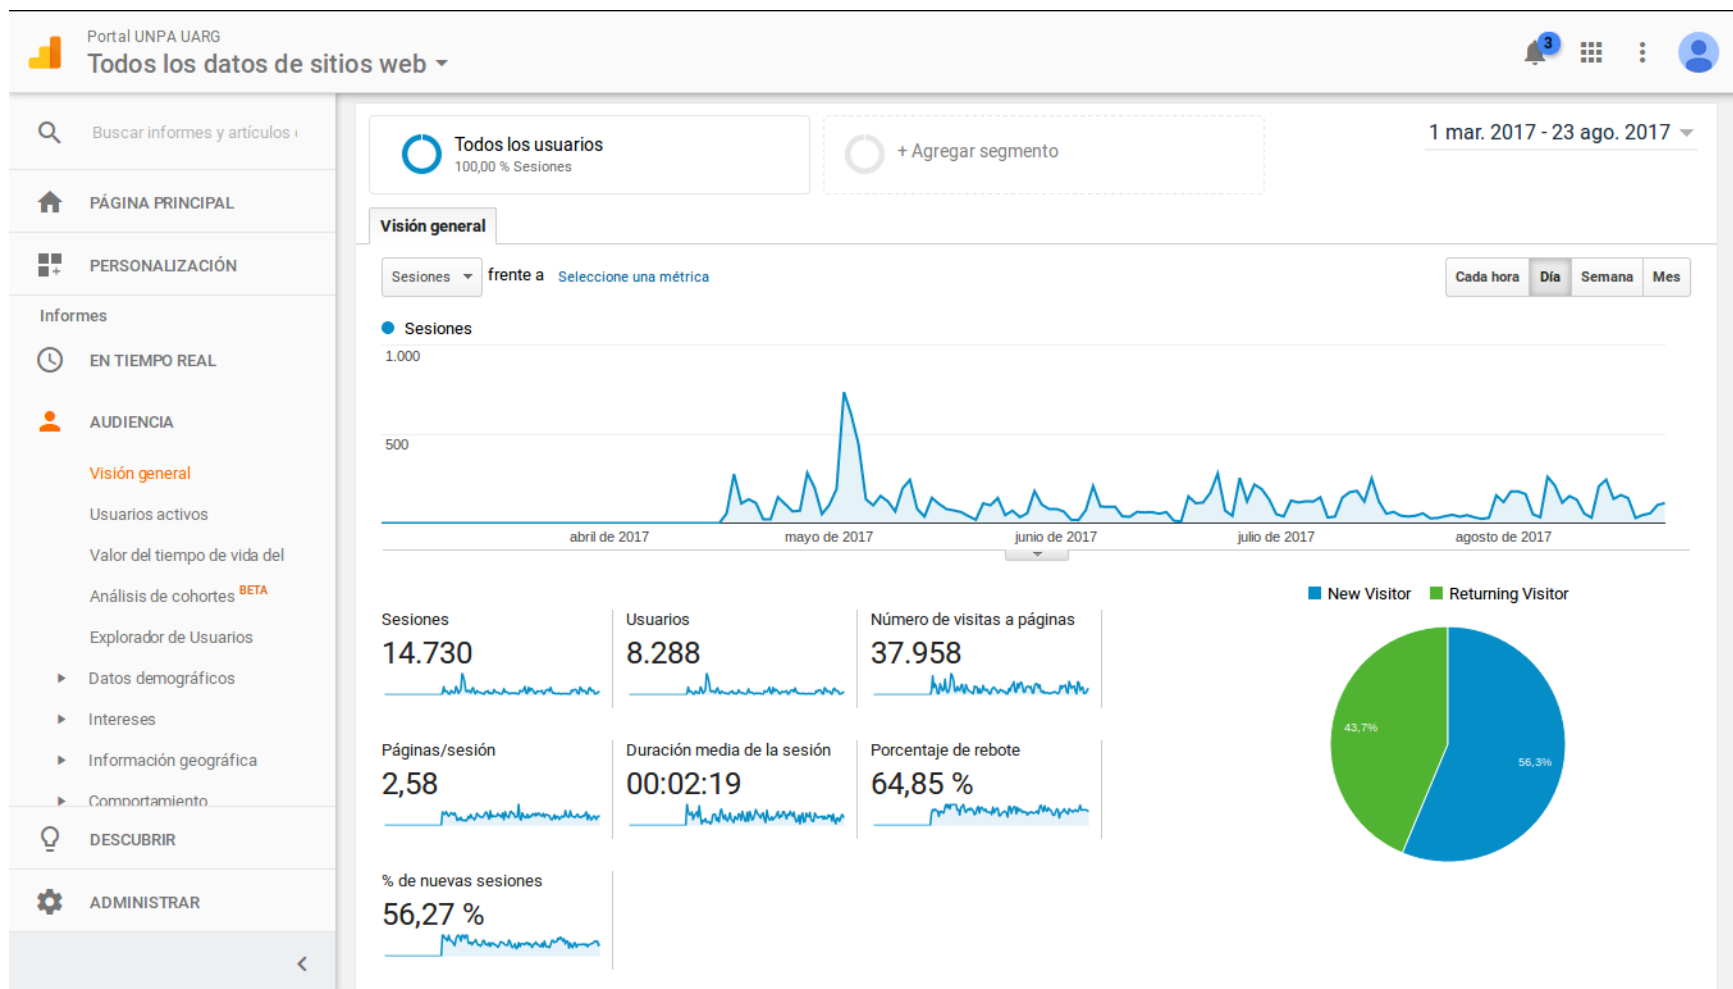 Portal UNPA UARG
Todos los datos de sitios web
3
Buscar informes y artículos
PÁGINA PRINCIPAL
PERSONALIZACIÓN
Informes
EN TIEMPO REAL
AUDIENCIA
Visión general
Usuarios activos
Valor del tiempo de vida del
Análisis de cohortes BETA
Explorador de Usuarios
Datos demográficos
Intereses
Información geográfica
Comportamiento
DESCUBRIR
ADMINISTRAR
Todos los usuarios
100,00 % Sesiones
+ Agregar segmento
1 mar. 2017 - 23 ago. 2017
Visión general
Sesiones frente a Seleccione una métrica
Cada hora Día Semana Mes
Sesiones
1.000
500
abril de 2017 mayo de 2017 junio de 2017 julio de 2017 agosto de 2017
New Visitor Returning Visitor
Sesiones
14.730
Usuarios
8.288
Número de visitas a páginas
37.958
Páginas/sesión
2,58
Duración media de la sesión
00:02:19
Porcentaje de rebote
64,85 %
% de nuevas sesiones
56,27 %
43,7%
56,3%